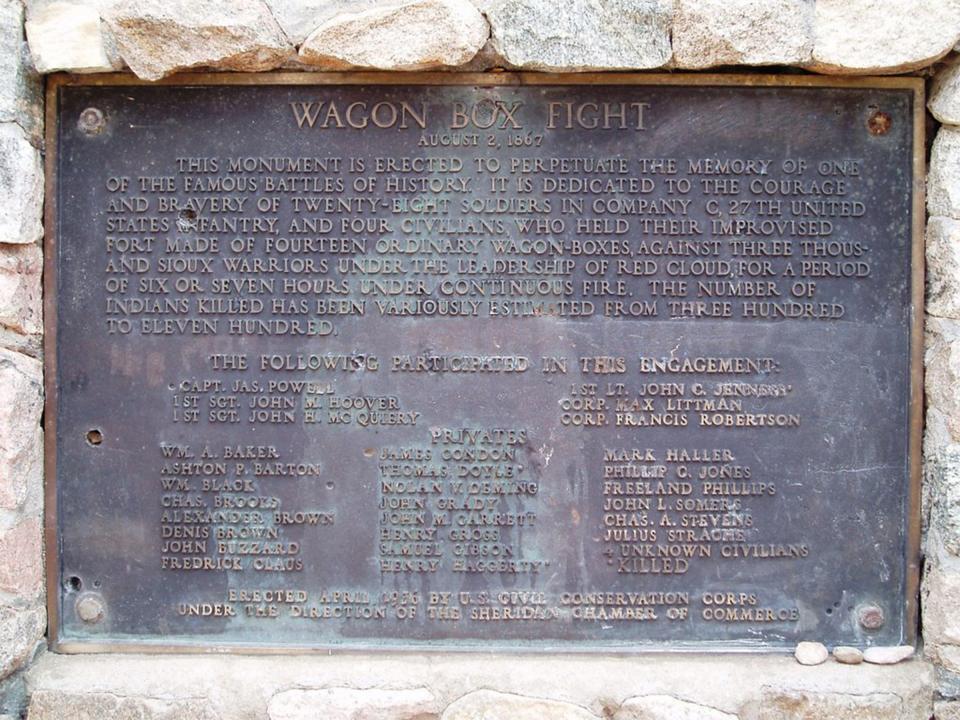 WAGON BOX FIGHT
AUGUST 2, 1867
THIS MONUMENT IS ERECTED TO PERPETUATE THE MEMORY OF ONE
OF THE FAMOUS BATTLES OF HISTORY. IT IS DEDICATED TO THE COURAGE
AND BRAVERY OF TWENTY-EIGHT SOLDIERS IN COMPANY C, 27TH UNITED
STATES INFANTRY, AND FOUR CIVILIANS, WHO HELD THEIR IMPROVISED
FORT MADE OF FOURTEEN ORDINARY WAGON-BOXES, AGAINST THREE THOUS-
AND SIOUX WARRIORS UNDER THE LEADERSHIP OF RED CLOUD, FOR A PERIOD
OF SIX OR SEVEN HOURS UNDER CONTINUOUS FIRE. THE NUMBER OF
INDIANS KILLED HAS BEEN VARIOUSLY ESTIMATED FROM THREE HUNDRED
TO ELEVEN HUNDRED.
THE FOLLOWING PARTICIPATED IN THIS ENGAGEMENT:
CAPT. JAS. POWELL
1ST SGT. JOHN M. HOOVER
1ST SGT. JOHN H. MCQUIERY
1ST LT. JOHN C. JENNESS*
CORP. MAX LITTMAN
CORP. FRANCIS ROBERTSON
PRIVATES
WM. A. BAKER
ASHTON P. BARTON
WM. BLACK
CHAS. BROOKS
ALEXANDER BROWN
DENIS BROWN
JOHN BUZZARD
FREDRICK CLAUS
JAMES CONDON
THOMAS DOYLE*
NOLAN V. DEMING
JOHN GRADY
JOHN M. GARRETT
HENRY GROSS
SAMUEL GIBSON
HENRY HAGGERTY*
MARK HALLER
PHILLIP C. JONES
FREELAND PHILLIPS
JOHN L. SOMERS
CHAS. A. STEVENS
JULIUS STRACHE
4 UNKNOWN CIVILIANS
*KILLED
ERECTED APRIL 1936 BY U.S. CIVIL CONSERVATION CORPS
UNDER THE DIRECTION OF THE SHERIDAN CHAMBER OF COMMERCE